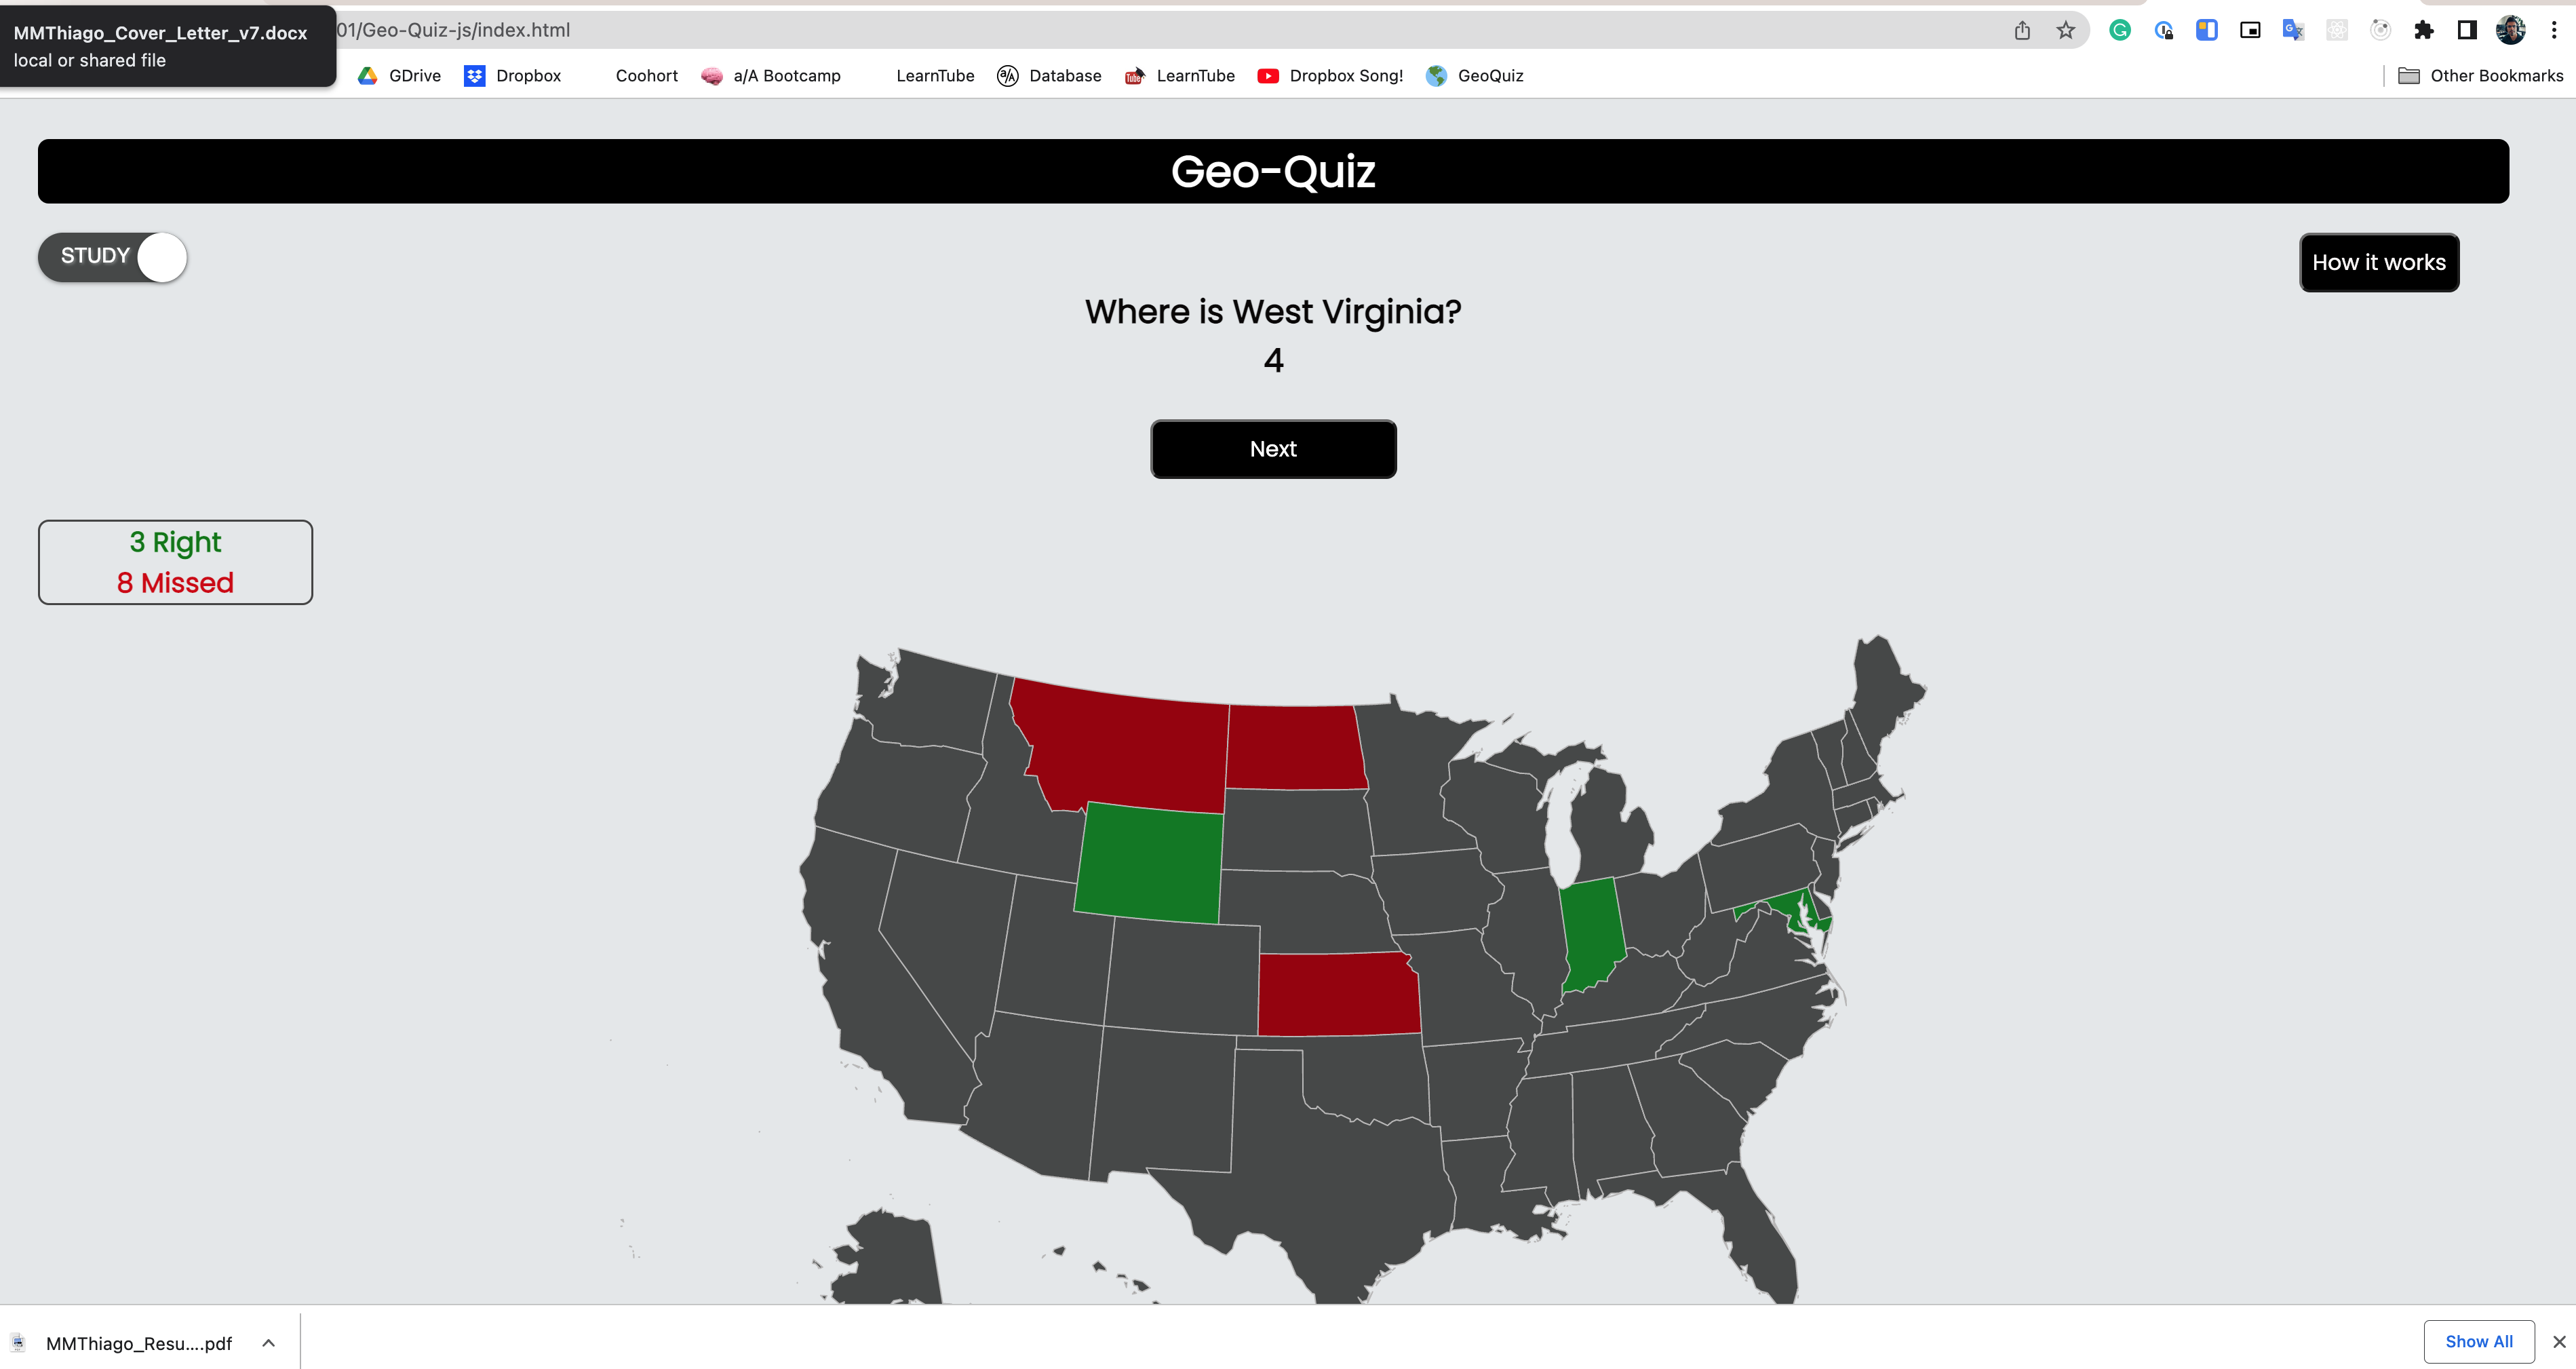 MMThiago_Cover_Letter_v7.docx
local or shared file
01/Geo-Quiz-js/index.html
GDrive Dropbox Coohort a/A Bootcamp LearnTube Database LearnTube Dropbox Song! GeoQuiz Other Bookmarks
Geo-Quiz
STUDY
How it works
Where is West Virginia?
4
Next
3 Right
8 Missed
MMThiago_Resu....pdf
Show All